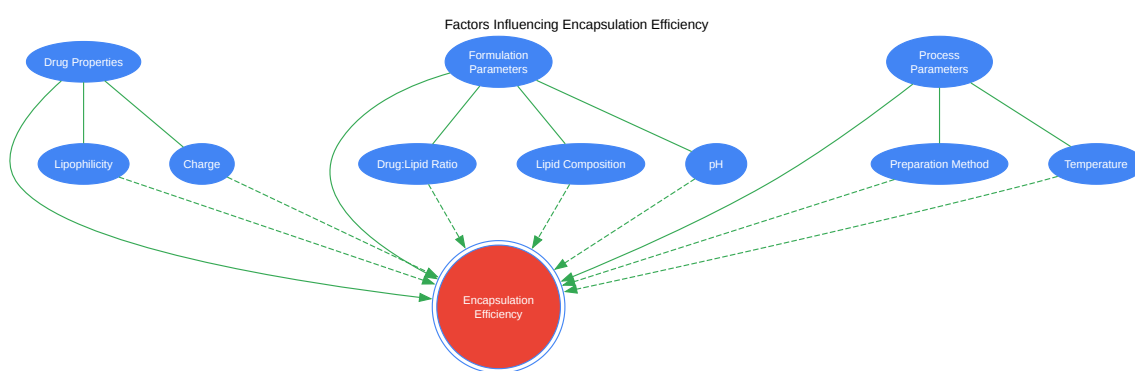 Factors Influencing Encapsulation Efficiency
Drug Properties
Formulation
Parameters
Process
Parameters
Lipophilicity
Charge
Drug:Lipid Ratio
Lipid Composition
pH
Preparation Method
Temperature
Encapsulation
Efficiency